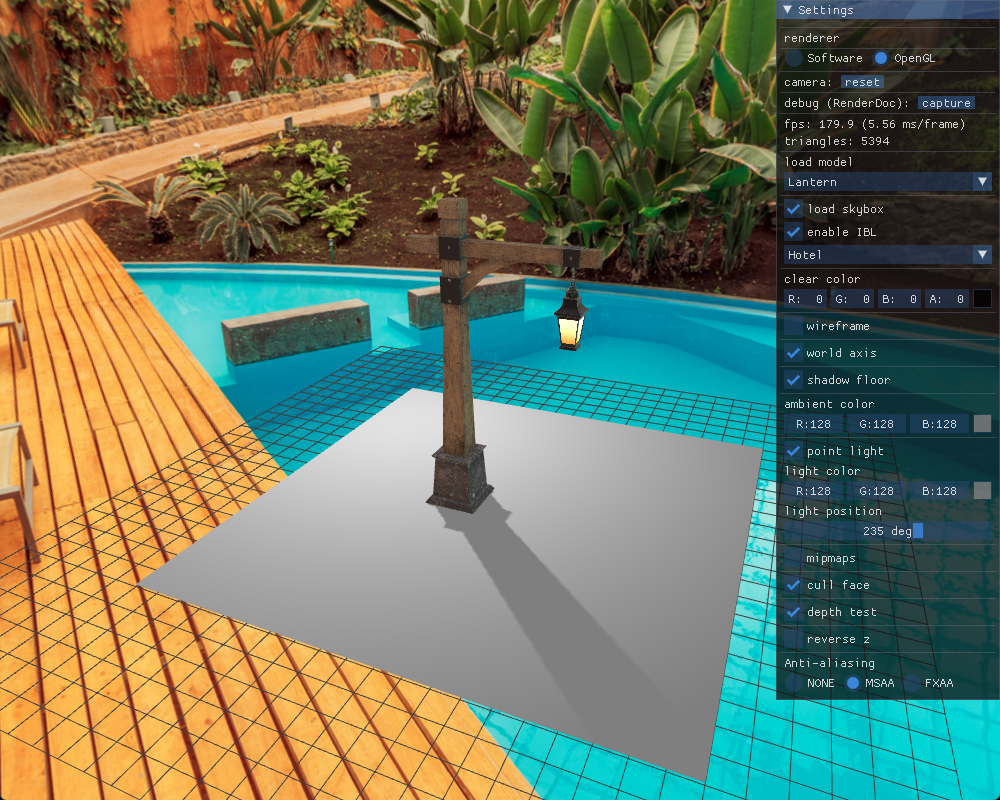 ▼ Settings
renderer
Software OpenGL
camera: reset
debug (RenderDoc): capture
fps: 179.9 (5.56 ms/frame)
triangles: 5394
load model
Lantern
load skybox
enable IBL
Hotel
clear color
R: 0 G: 0 B: 0 A: 0
wireframe
world axis
shadow floor
ambient color
R:128 G:128 B:128
point light
light color
R:128 G:128 B:128
light position
235 deg
mipmaps
cull face
depth test
reverse z
Anti-aliasing
NONE MSAA FXAA